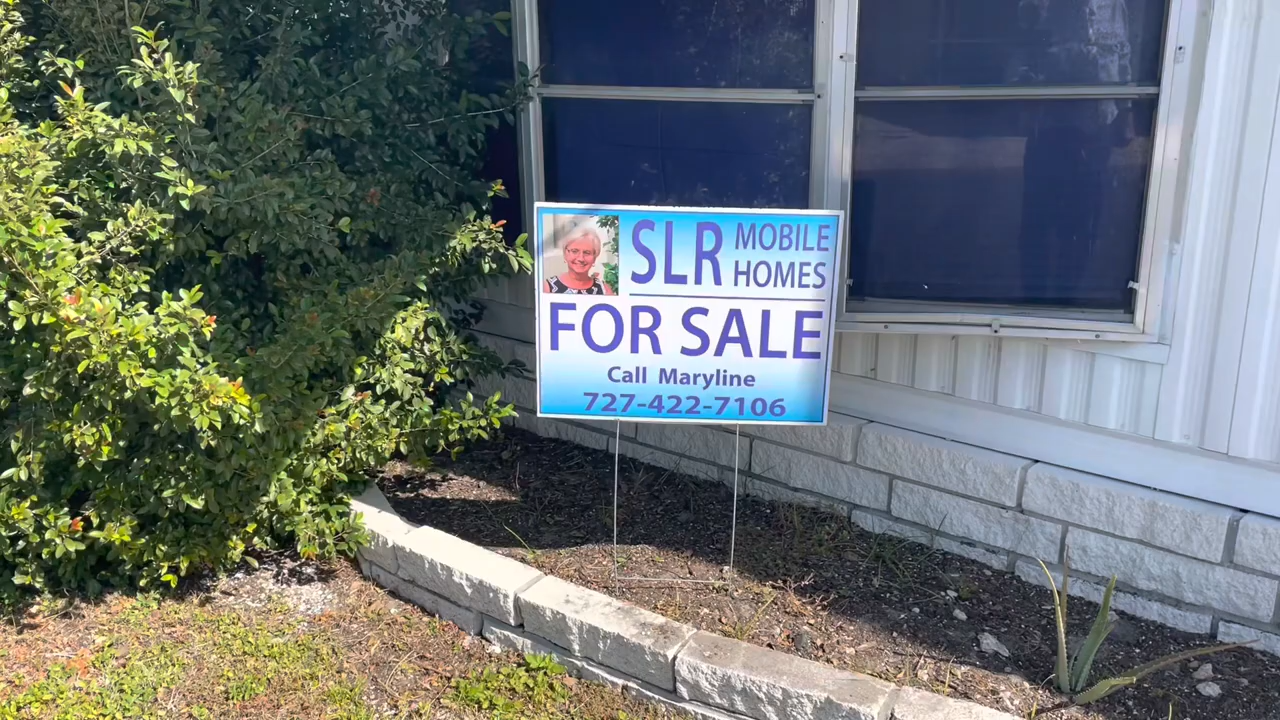 SLR MOBILE
HOMES
FOR SALE
Call Maryline
727-422-7106